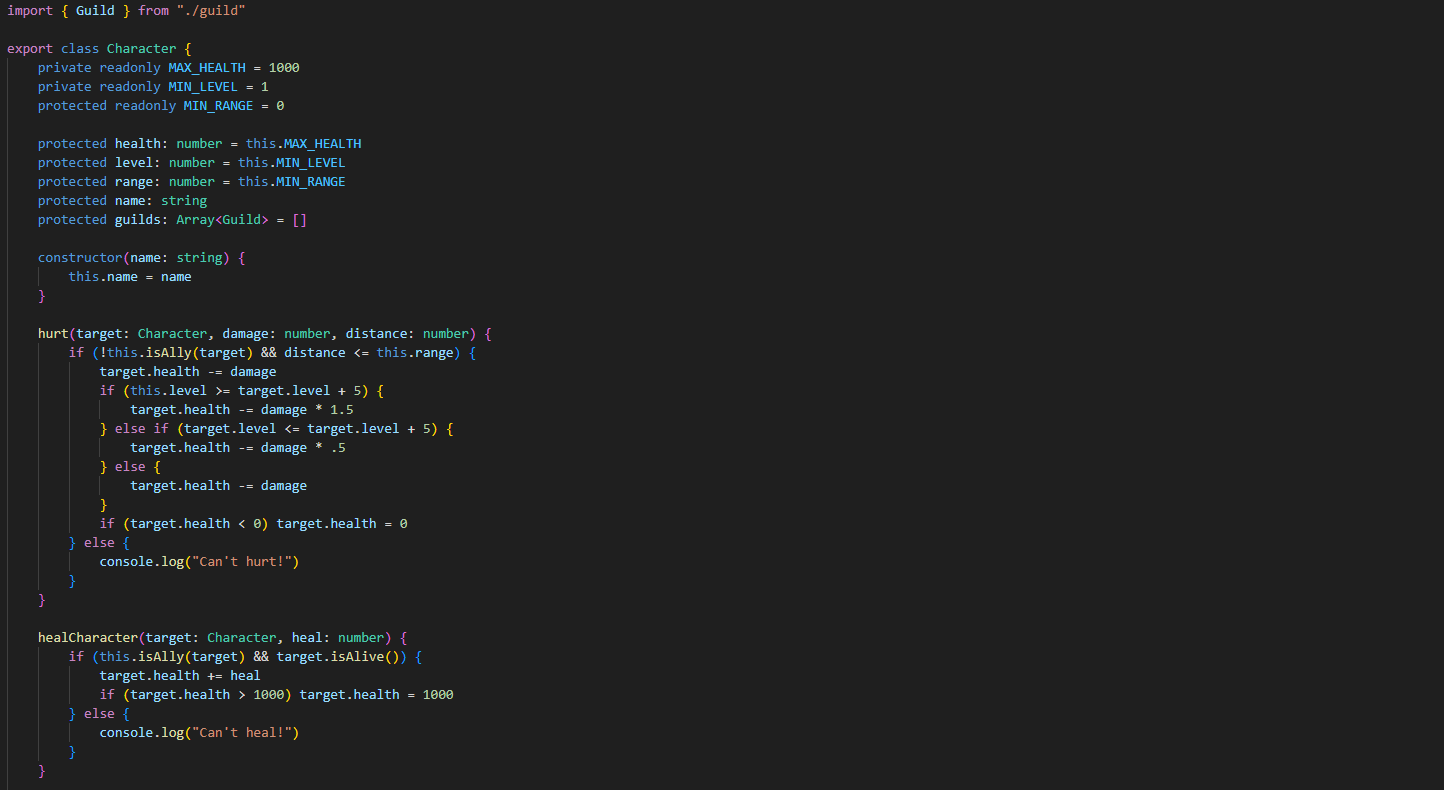 import { Guild } from "./guild"
export class Character {
private readonly MAX_HEALTH = 1000
private readonly MIN_LEVEL = 1
protected readonly MIN_RANGE = 0
protected health: number = this.MAX_HEALTH
protected level: number = this.MIN_LEVEL
protected range: number = this.MIN_RANGE
protected name: string
protected guilds: Array<Guild> = []
constructor(name: string) {
this.name = name
}
hurt(target: Character, damage: number, distance: number) {
if (!this.isAlly(target) && distance <= this.range) {
target.health -= damage
if (this.level >= target.level + 5) {
target.health -= damage * 1.5
} else if (target.level <= target.level + 5) {
target.health -= damage * .5
} else {
target.health -= damage
}
if (target.health < 0) target.health = 0
} else {
console.log("Can't hurt!")
}
}
healCharacter(target: Character, heal: number) {
if (this.isAlly(target) && target.isAlive()) {
target.health += heal
if (target.health > 1000) target.health = 1000
} else {
console.log("Can't heal!")
}
}